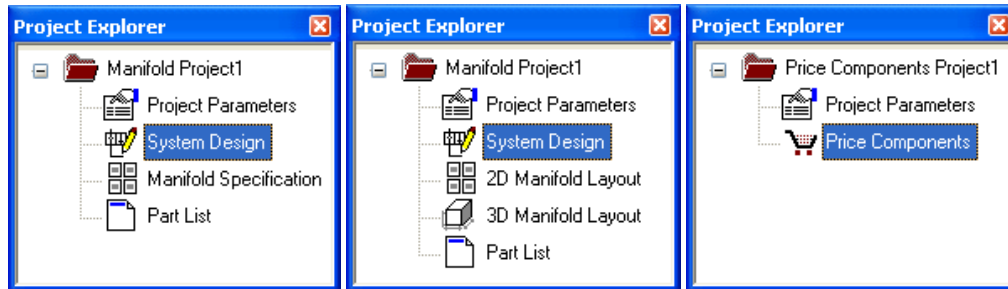 Project Explorer
Manifold Project1
Project Parameters
System Design
Manifold Specification
Part List
Project Explorer
Manifold Project1
Project Parameters
System Design
2D Manifold Layout
3D Manifold Layout
Part List
Project Explorer
Price Components Project1
Project Parameters
Price Components